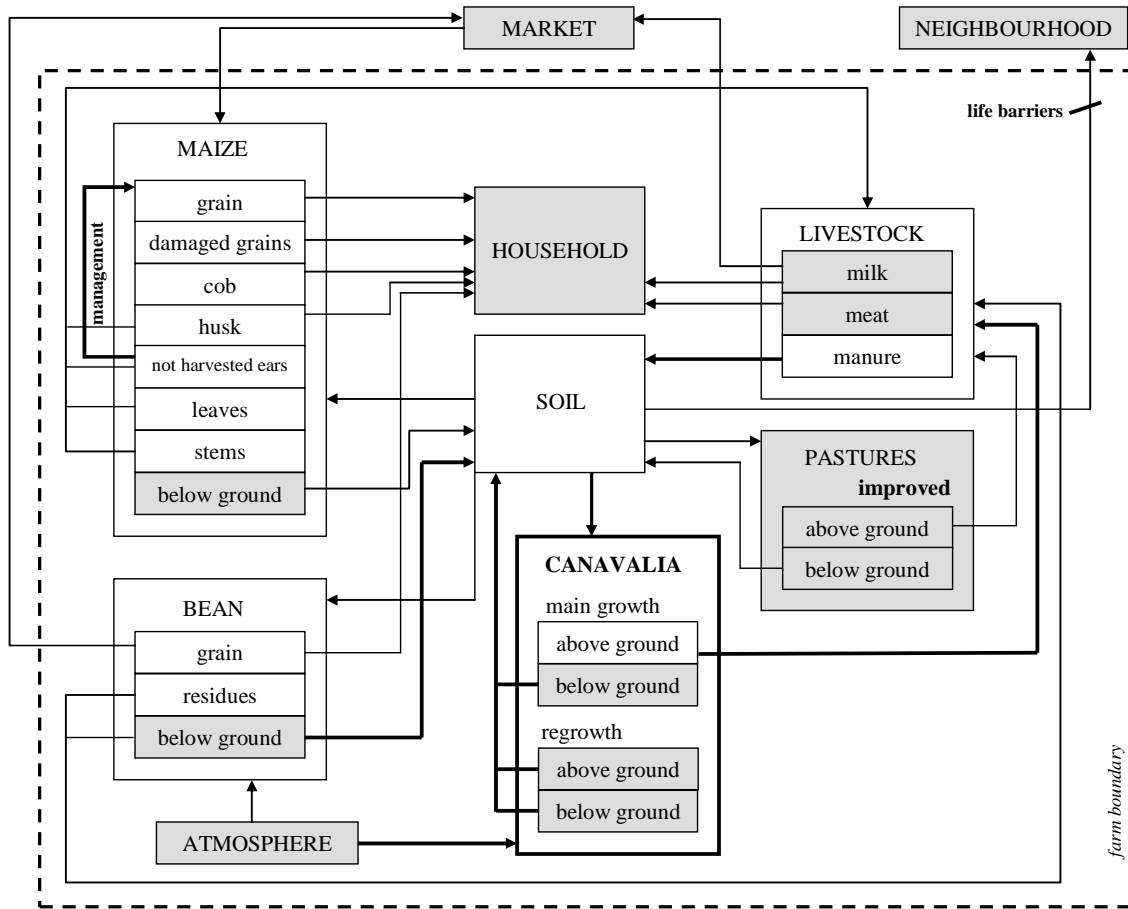 MARKET
NEIGHBOURHOOD
life barriers
MAIZE
grain
damaged grains
cob
husk
not harvested ears
leaves
stems
below ground
management
HOUSEHOLD
LIVESTOCK
milk
meat
manure
SOIL
PASTURES
improved
above ground
below ground
CANAVALIA
main growth
above ground
below ground
regrowth
above ground
below ground
BEAN
grain
residues
below ground
ATMOSPHERE
farm boundary